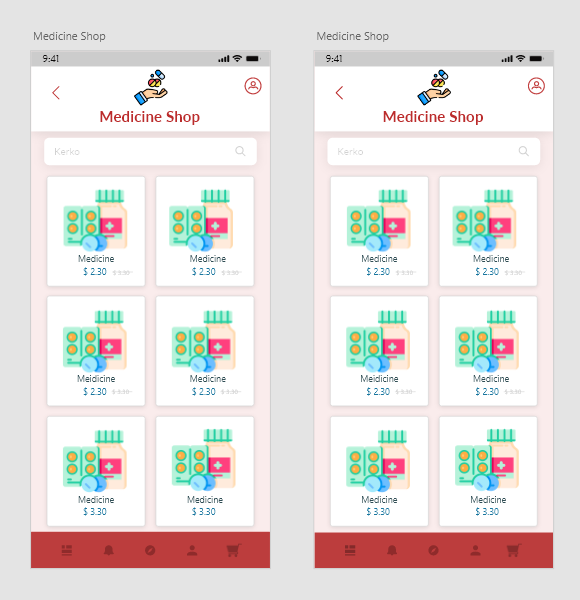 Medicine Shop
9:41
Medicine Shop
Kerko
Medicine
$ 2.30 $ 3.30
Medicine
$ 2.30 $ 3.30
Meidicine
$ 2.30 $ 3.30
Meidicine
$ 2.30 $ 3.30
Medicine
$ 3.30
Medicine
$ 3.30
Medicine Shop
9:41
Medicine Shop
Kerko
Medicine
$ 2.30 $ 3.30
Medicine
$ 2.30 $ 3.30
Meidicine
$ 2.30 $ 3.30
Meidicine
$ 2.30 $ 3.30
Medicine
$ 3.30
Medicine
$ 3.30